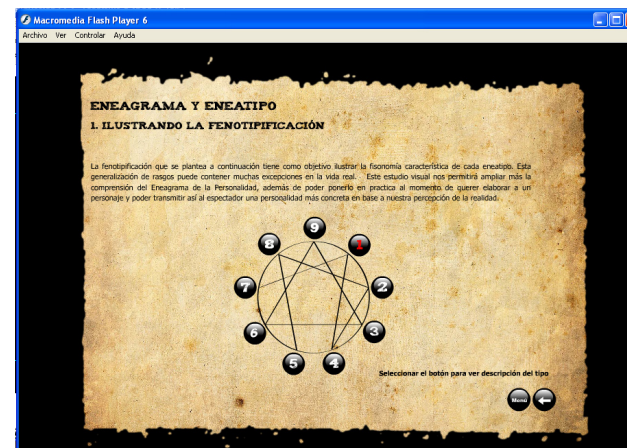 Macromedia Flash Player 6
Archivo Ver Controlar Ayuda
ENEAGRAMA Y ENEATIPO
1. ILUSTRANDO LA FENOTIPIFICACIÓN
La fenotipificación que se plantea a continuación tiene como objetivo ilustrar la fisonomía característica de cada eneatipo. Esta
generalización de rasgos puede contener muchas excepciones en la vida real. Este estudio visual nos permitirá ampliar más la
comprensión del Eneagrama de la Personalidad, además de poder ponerlo en practica al momento de querer elaborar a un
personaje y poder transmitir así al espectador una personalidad más concreta en base a nuestra percepción de la realidad.
9
8
1
7
2
6
3
5
4
Seleccionar el botón para ver descripción del tipo
Menú